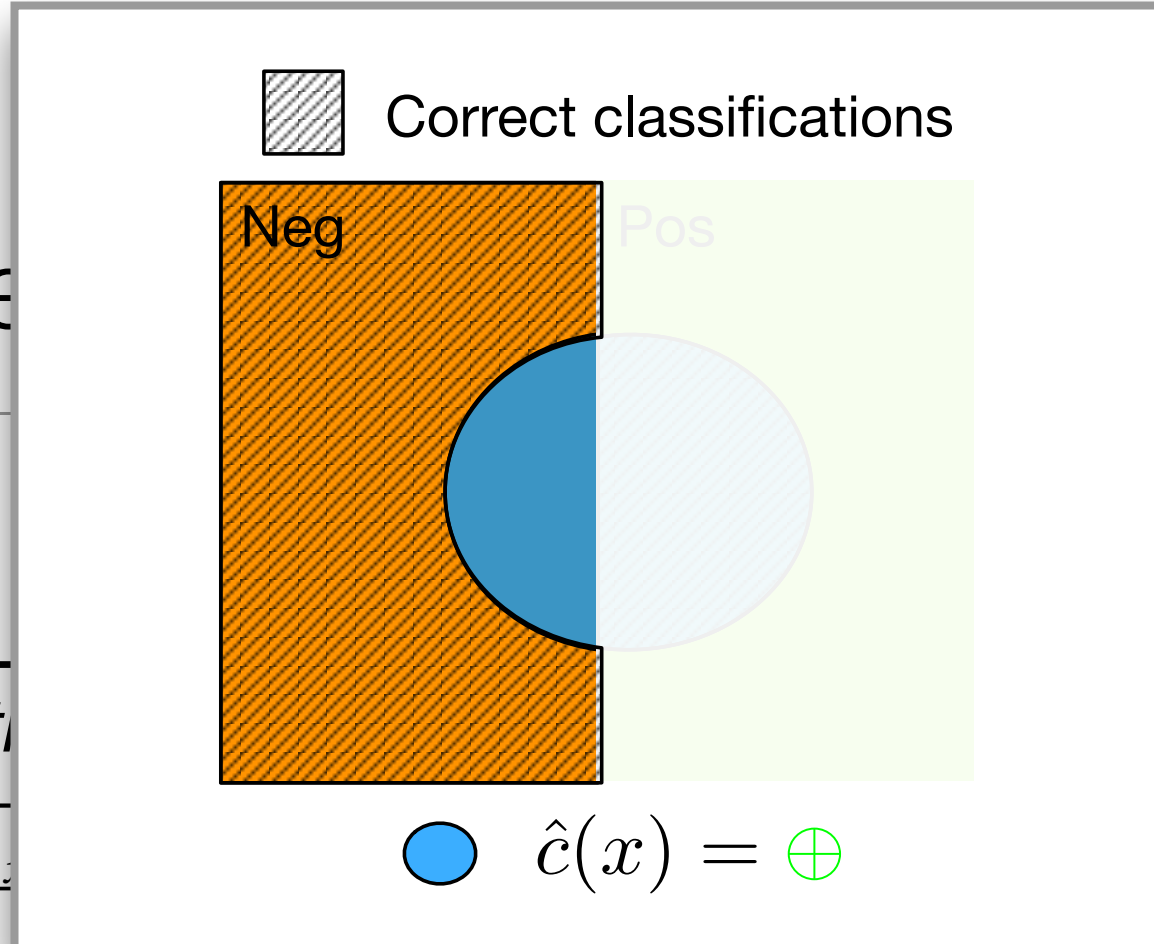 Correct classifications
Neg Pos
ĉ(x) = ⊕